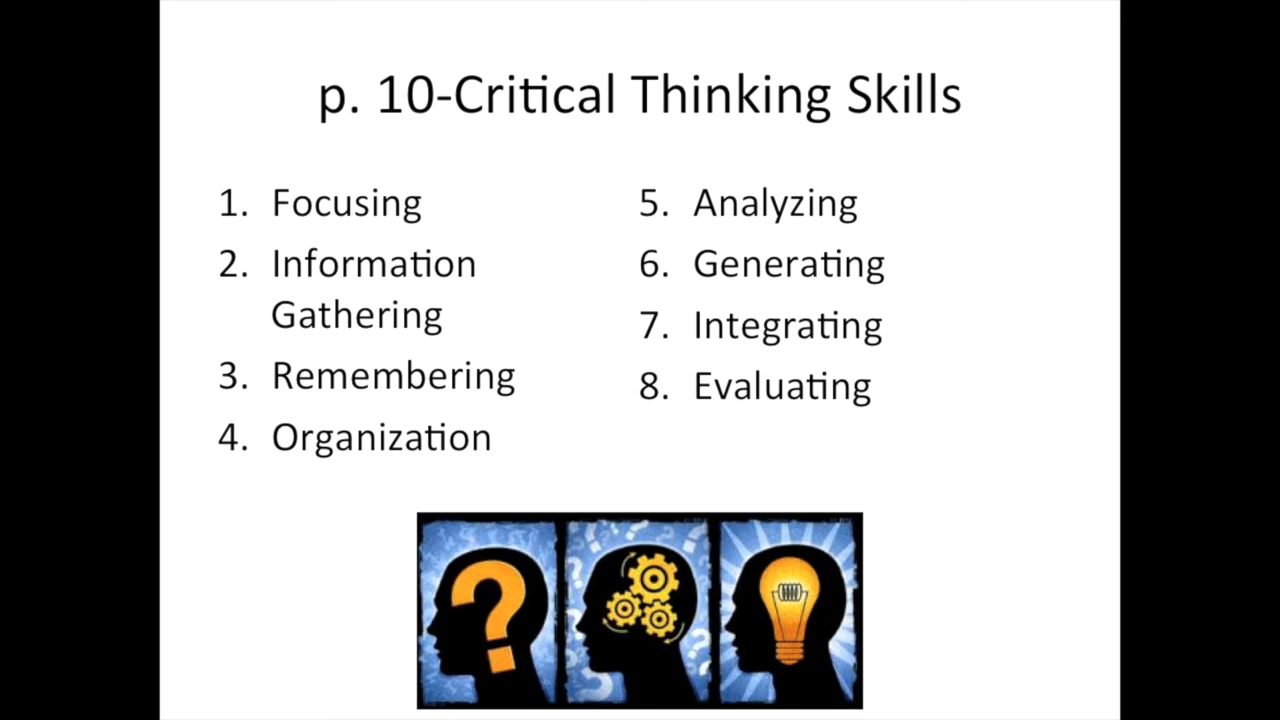 p. 10-Critical Thinking Skills
1. Focusing
2. Information
Gathering
3. Remembering
4. Organization
5. Analyzing
6. Generating
7. Integrating
8. Evaluating